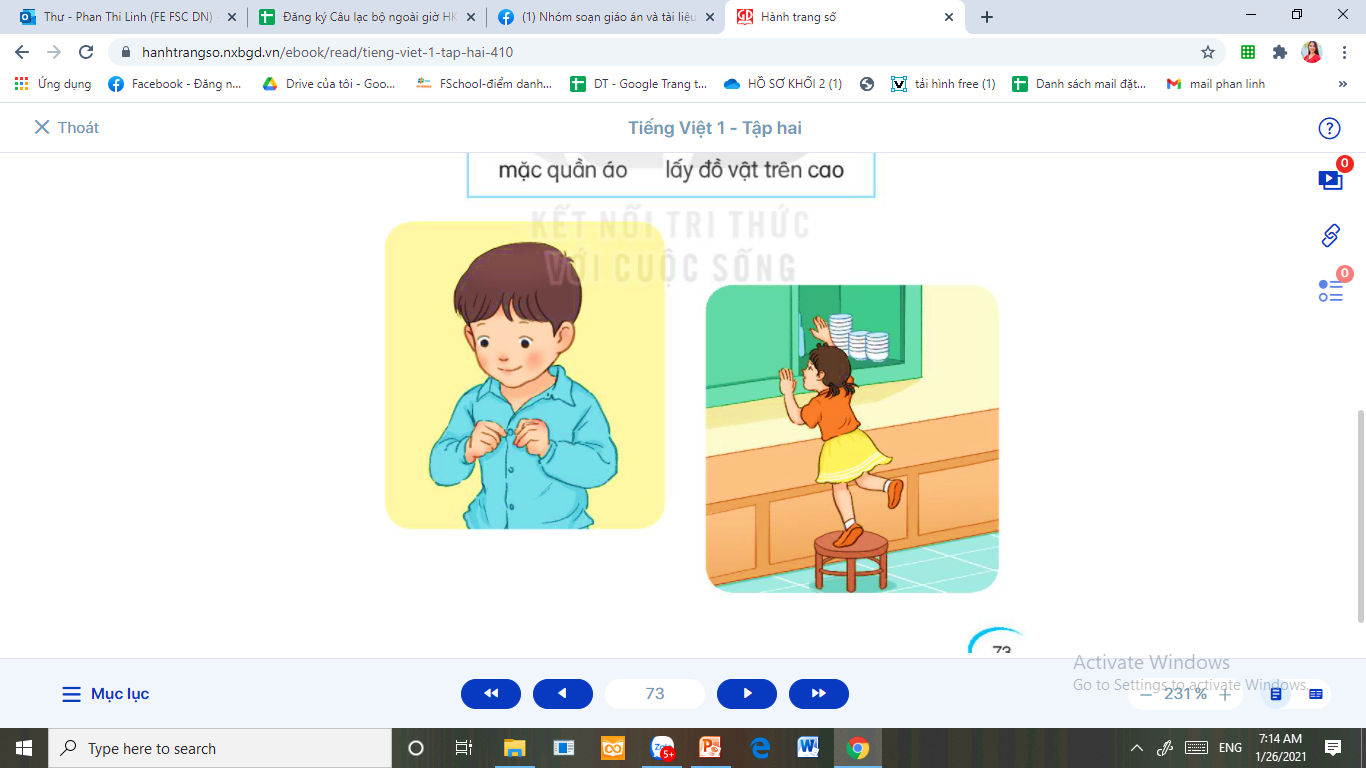 Thư - Phan Thi Linh (FE FSC DN)
Đăng ký Câu lạc bộ ngoài giờ HK
(1) Nhóm soạn giáo án và tài liệu
Hành trang số
hanhtrangso.nxbgd.vn/ebook/read/tieng-viet-1-tap-hai-410
Ứng dụng
Facebook - Đăng n...
Drive của tôi - Goo...
FSchool-điểm danh...
DT - Google Trang t...
HỒ SƠ KHỐI 2 (1)
tải hình free (1)
Danh sách mail đặt...
mail phan linh
»
Thoát
Tiếng Việt 1 - Tập hai
?
0
mặc quần áo lấy đồ vật trên cao
KẾT NỐI TRI THỨC
VỚI CUỘC SỐNG
0
73
Activate Windows
Go to Settings to activate Windows.
Mục lục
73
231%
Type here to search
5+
ENG
7:14 AM
1/26/2021